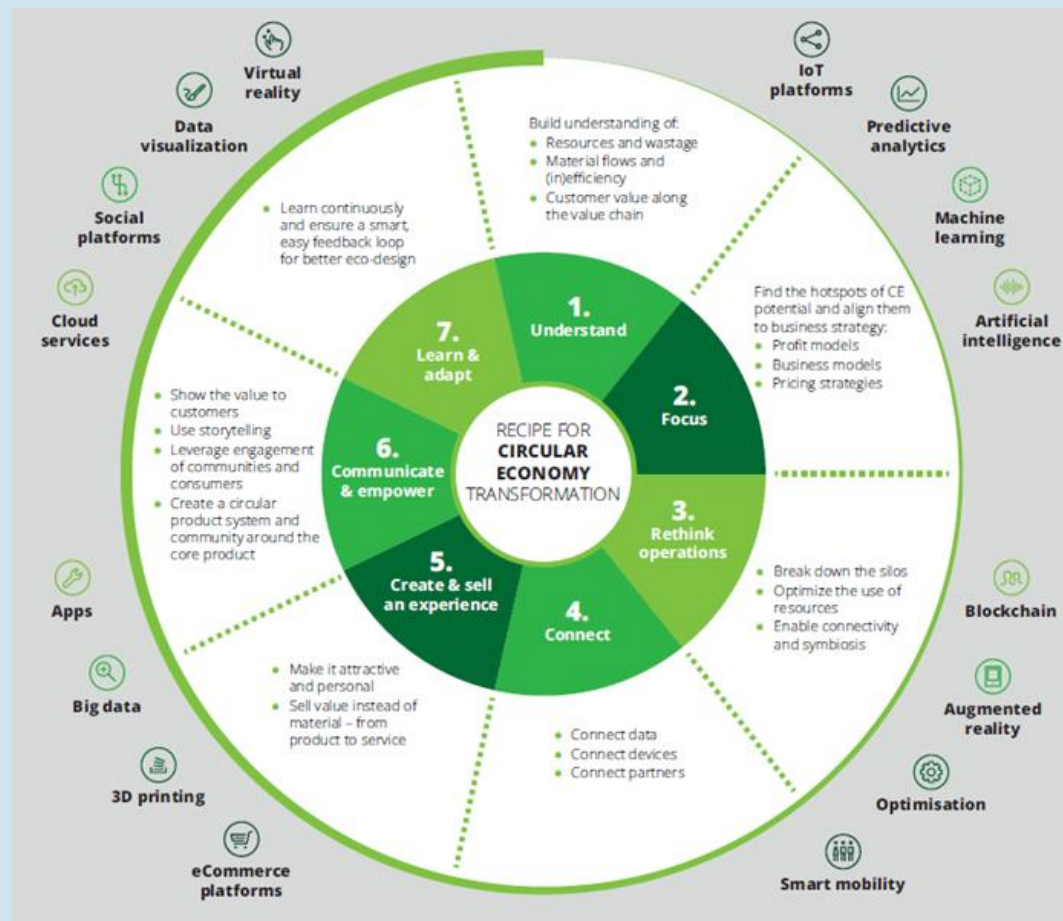 Virtual
reality
Data
visualization
Social
platforms
Cloud
services
Apps
Big data
3D printing
eCommerce
platforms
IoT
platforms
Predictive
analytics
Machine
learning
Artificial
intelligence
Blockchain
Augmented
reality
Optimisation
Smart mobility
RECIPE FOR
CIRCULAR
ECONOMY
TRANSFORMATION
1.
Understand
Build understanding of:
• Resources and wastage
• Material flows and
(in)efficiency
• Customer value along
the value chain
2.
Focus
Find the hotspots of CE
potential and align them
to business strategy:
• Profit models
• Business models
• Pricing strategies
3.
Rethink
operations
• Break down the silos
• Optimize the use of
resources
• Enable connectivity
and symbiosis
4.
Connect
• Connect data
• Connect devices
• Connect partners
5.
Create & sell
an experience
• Make it attractive
and personal
• Sell value instead of
material – from
product to service
6.
Communicate
& empower
• Show the value to
customers
• Use storytelling
• Leverage engagement
of communities and
consumers
• Create a circular
product system and
community around the
core product
7.
Learn &
adapt
• Learn continuously
and ensure a smart,
easy feedback loop
for better eco-design